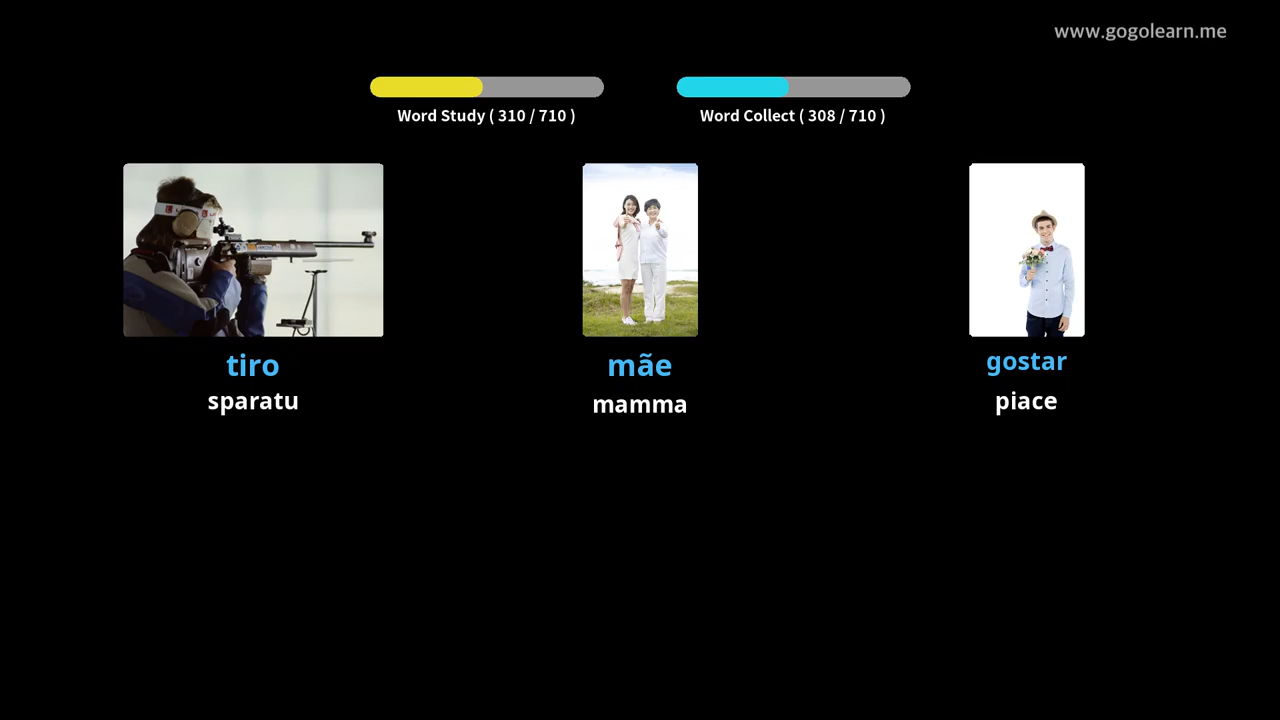 www.gogolearn.me
Word Study ( 310 / 710 )
Word Collect ( 308 / 710 )
tiro
sparatu
mãe
mamma
gostar
piace